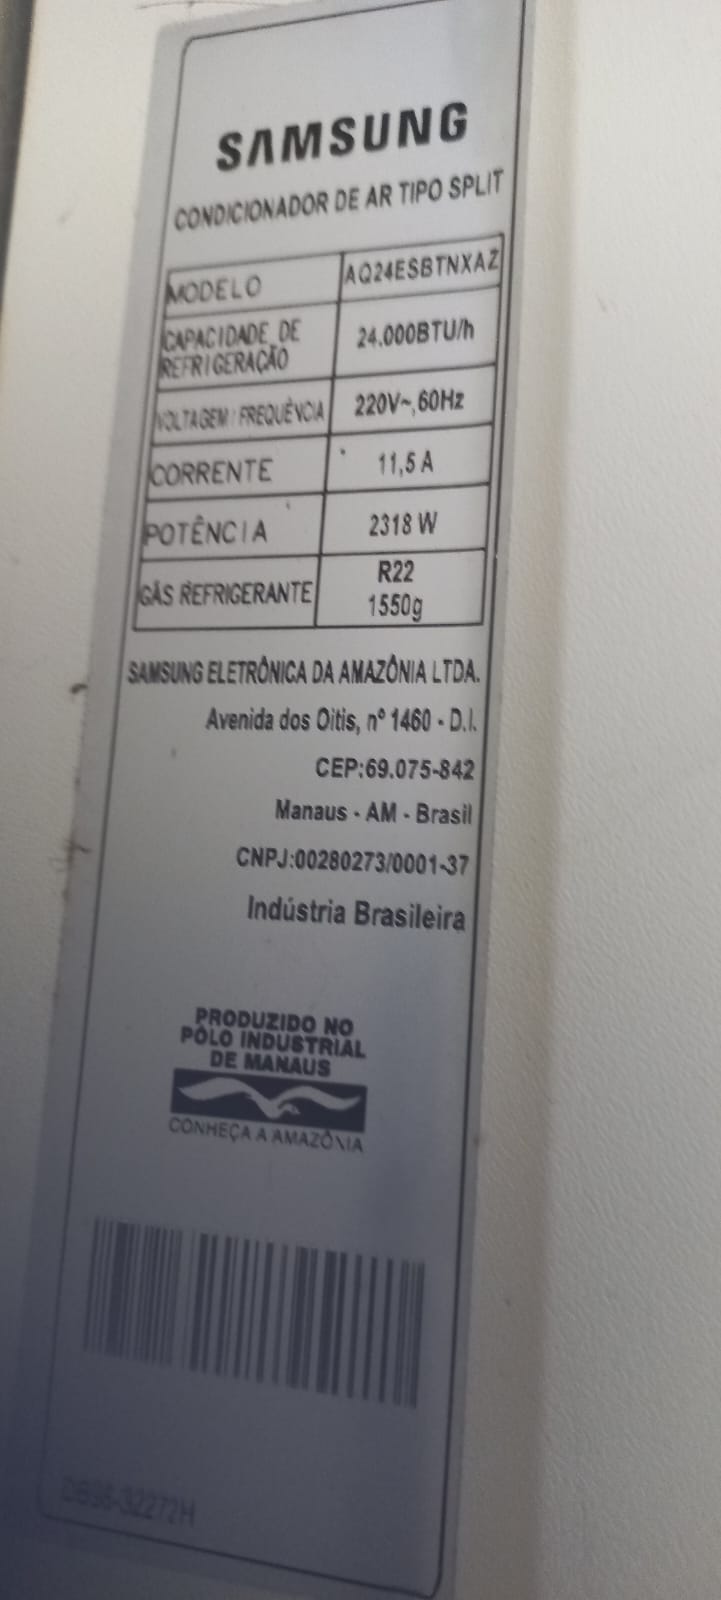 SAMSUNG
CONDICIONADOR DE AR TIPO SPLIT
MODELO AQ24ESBTNXAZ
CAPACIDADE DE
REFRIGERAÇÃO 24.000BTU/h
VOLTAGEM / FREQUÊNCIA 220V~,60Hz
CORRENTE 11,5 A
POTÊNCIA 2318 W
GÁS REFRIGERANTE R22
1550g
SAMSUNG ELETRÔNICA DA AMAZÔNIA LTDA.
Avenida dos Oitis, nº 1460 - D.I.
CEP:69.075-842
Manaus - AM - Brasil
CNPJ:00280273/0001-37
Indústria Brasileira
PRODUZIDO NO
PÓLO INDUSTRIAL
DE MANAUS
CONHEÇA A AMAZÔNIA
DB98-32272H